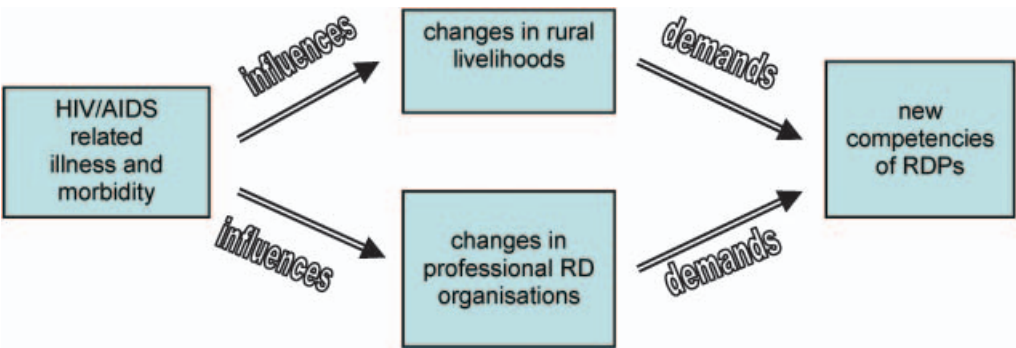 HIV/AIDS
related
illness and
morbidity
influences
influences
changes in rural
livelihoods
changes in
professional RD
organisations
demands
demands
new
competencies
of RDPs